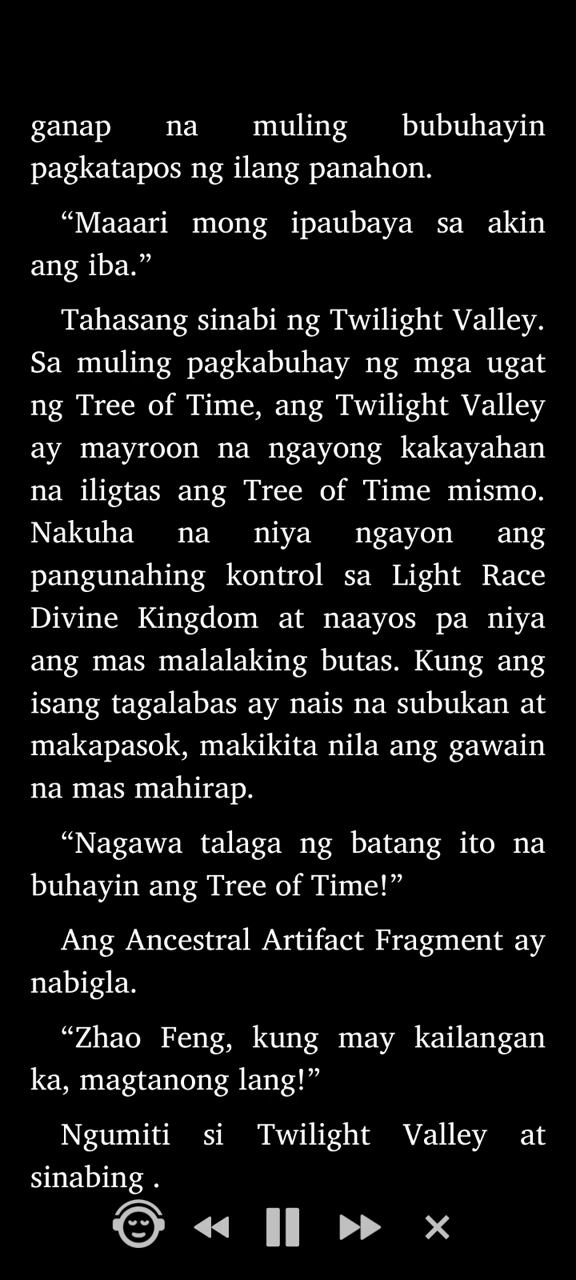 ganap na muling bubuhayin
pagkatapos ng ilang panahon.
“Maaari mong ipaubaya sa akin
ang iba.”
Tahasang sinabi ng Twilight Valley.
Sa muling pagkabuhay ng mga ugat
ng Tree of Time, ang Twilight Valley
ay mayroon na ngayong kakayahan
na iligtas ang Tree of Time mismo.
Nakuha na niya ngayon ang
pangunahing kontrol sa Light Race
Divine Kingdom at naayos pa niya
ang mas malalaking butas. Kung ang
isang tagalabas ay nais na subukan at
makapasok, makikita nila ang gawain
na mas mahirap.
“Nagawa talaga ng batang ito na
buhayin ang Tree of Time!”
Ang Ancestral Artifact Fragment ay
nabigla.
“Zhao Feng, kung may kailangan
ka, magtanong lang!”
Ngumiti si Twilight Valley at
sinabing .